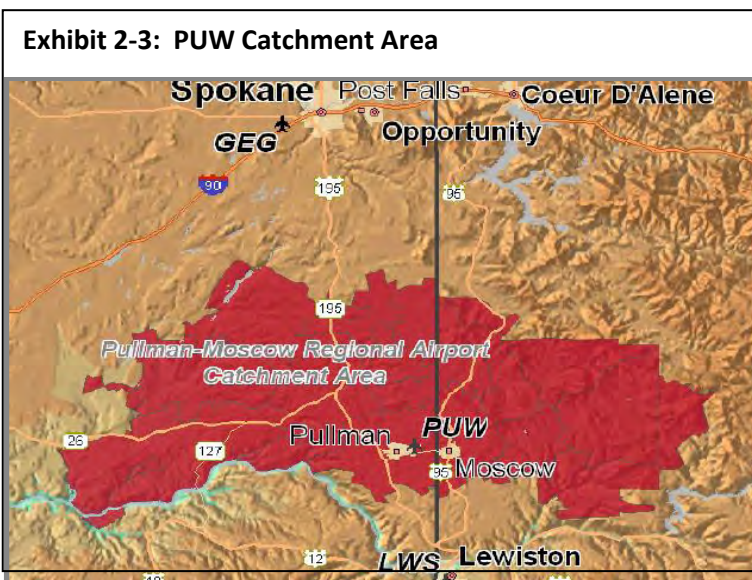 Exhibit 2-3: PUW Catchment Area
Spokane
Post Falls
Coeur D'Alene
GEG
Opportunity
90
195
95
195
Pullman-Moscow Regional Airport
Catchment Area
26
127
Pullman
PUW
95
Moscow
12
LWS
Lewiston